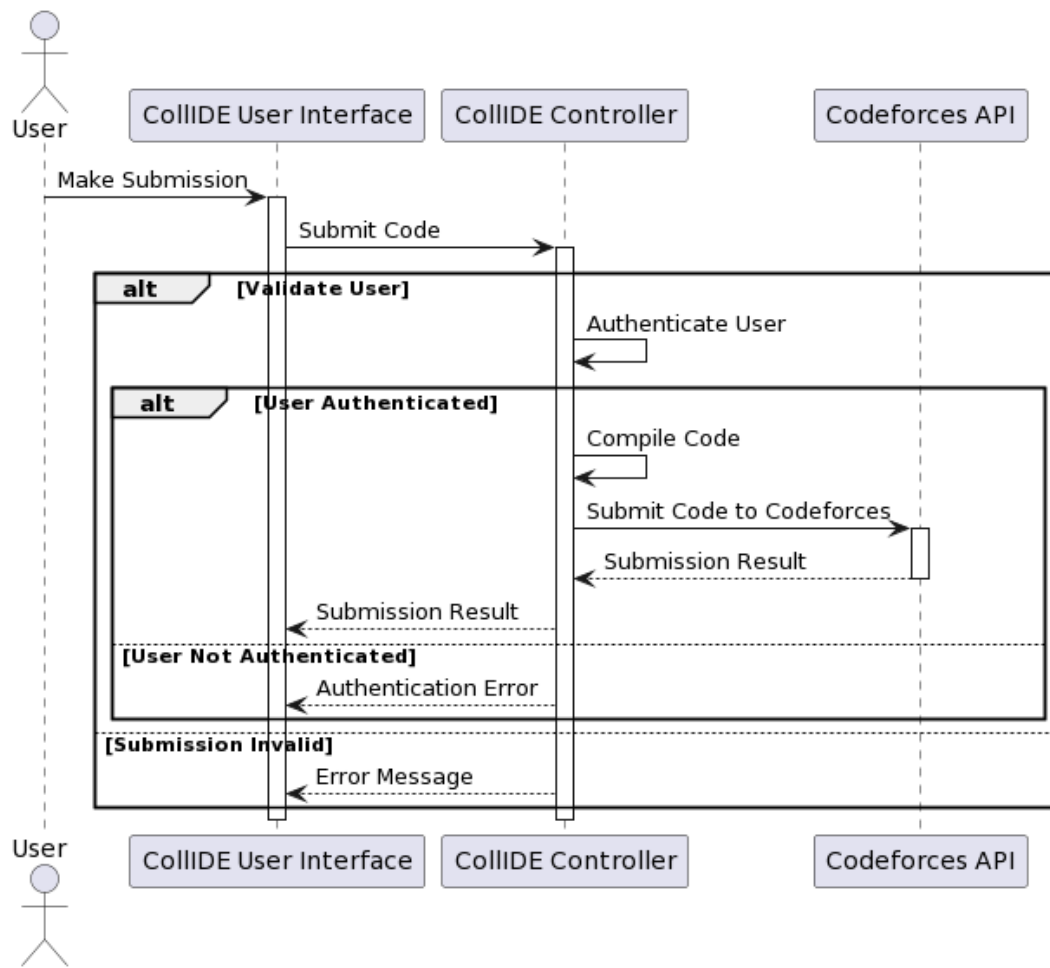 User
CollIDE User Interface
CollIDE Controller
Codeforces API
Make Submission
Submit Code
alt
[Validate User]
Authenticate User
alt
[User Authenticated]
Compile Code
Submit Code to Codeforces
Submission Result
Submission Result
[User Not Authenticated]
Authentication Error
[Submission Invalid]
Error Message
User
CollIDE User Interface
CollIDE Controller
Codeforces API